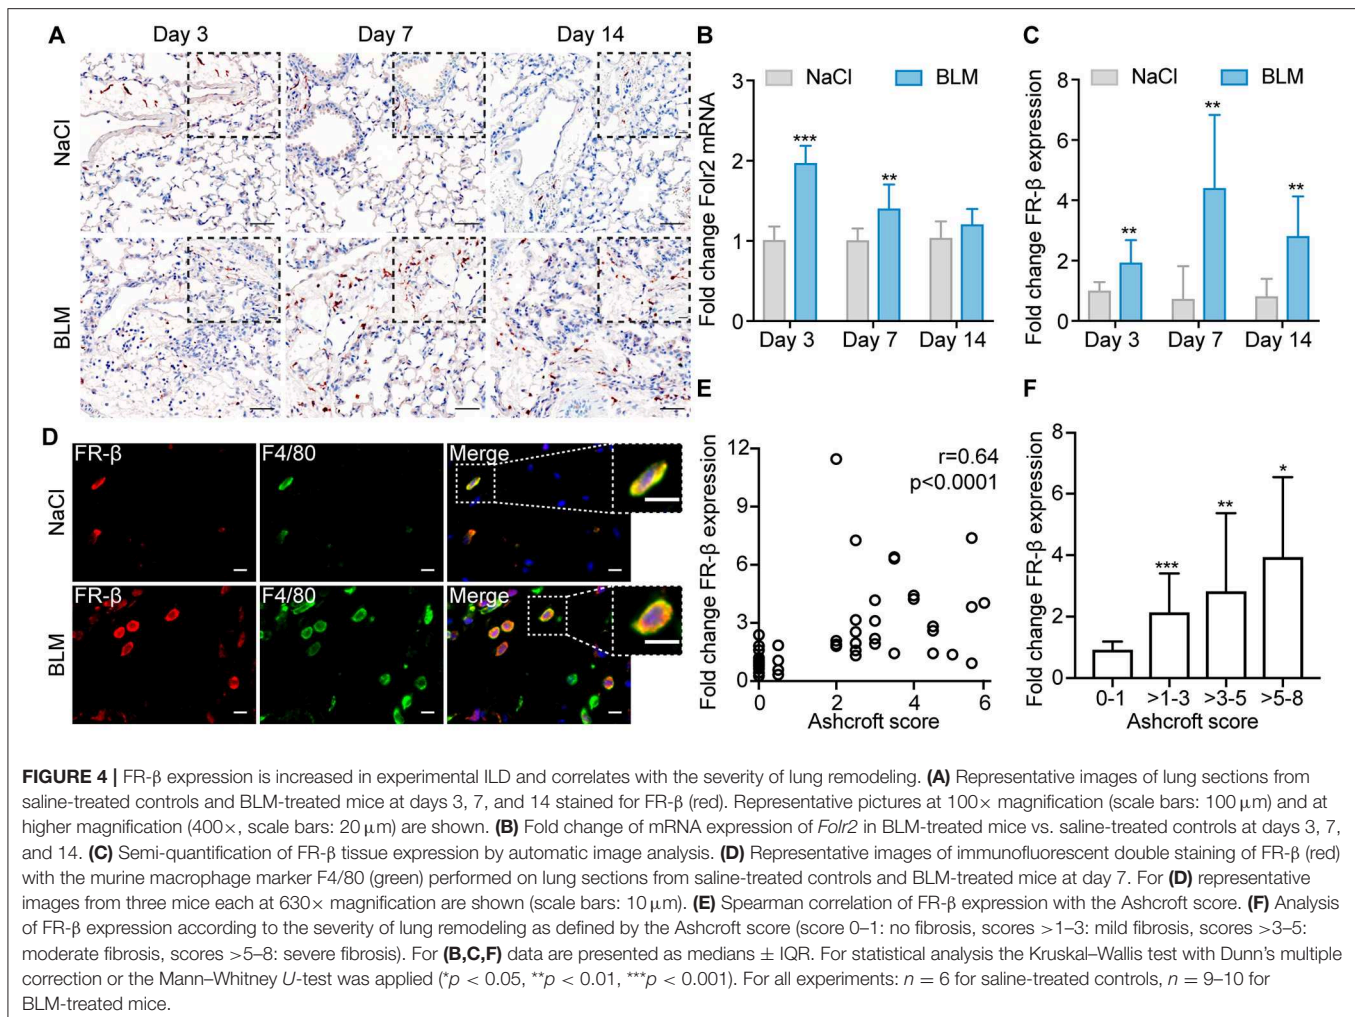 A
Day 3
Day 7
Day 14
NaCl
BLM
B
NaCl
BLM
Fold change Folr2 mRNA
3
2
1
0
***
**
Day 3
Day 7
Day 14
C
NaCl
BLM
Fold change FR-β expression
8
6
4
2
0
**
**
**
Day 3
Day 7
Day 14
D
NaCl
FR-β
F4/80
Merge
BLM
FR-β
F4/80
Merge
E
Fold change FR-β expression
12
9
6
3
0
r=0.64
p<0.0001
0
2
4
6
Ashcroft score
F
Fold change FR-β expression
8
6
4
2
0
***
**
*
0-1
>1-3
>3-5
>5-8
Ashcroft score
FIGURE 4 | FR-β expression is increased in experimental ILD and correlates with the severity of lung remodeling. (A) Representative images of lung sections from
saline-treated controls and BLM-treated mice at days 3, 7, and 14 stained for FR-β (red). Representative pictures at 100× magnification (scale bars: 100 μm) and at
higher magnification (400×, scale bars: 20 μm) are shown. (B) Fold change of mRNA expression of Folr2 in BLM-treated mice vs. saline-treated controls at days 3, 7,
and 14. (C) Semi-quantification of FR-β tissue expression by automatic image analysis. (D) Representative images of immunofluorescent double staining of FR-β (red)
with the murine macrophage marker F4/80 (green) performed on lung sections from saline-treated controls and BLM-treated mice at day 7. For (D) representative
images from three mice each at 630× magnification are shown (scale bars: 10 μm). (E) Spearman correlation of FR-β expression with the Ashcroft score. (F) Analysis
of FR-β expression according to the severity of lung remodeling as defined by the Ashcroft score (score 0–1: no fibrosis, scores >1–3: mild fibrosis, scores >3–5:
moderate fibrosis, scores >5–8: severe fibrosis). For (B,C,F) data are presented as medians ± IQR. For statistical analysis the Kruskal–Wallis test with Dunn's multiple
correction or the Mann–Whitney U-test was applied (*p < 0.05, **p < 0.01, ***p < 0.001). For all experiments: n = 6 for saline-treated controls, n = 9–10 for
BLM-treated mice.